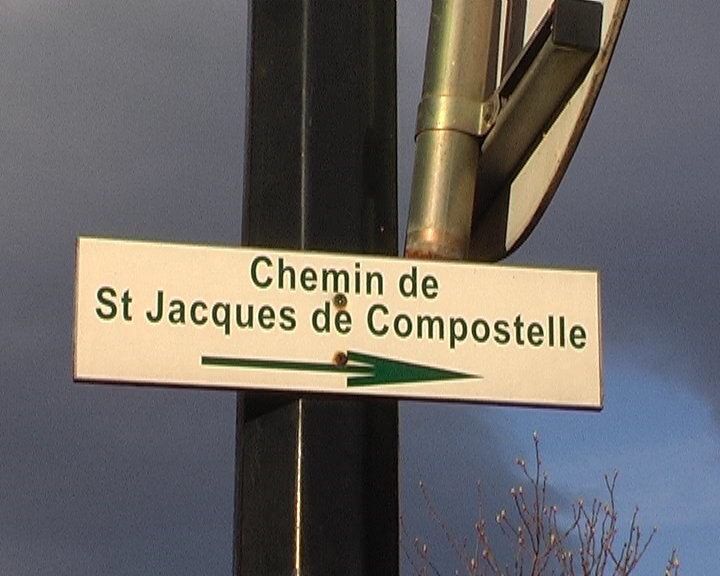 Chemin de
St Jacques de Compostelle